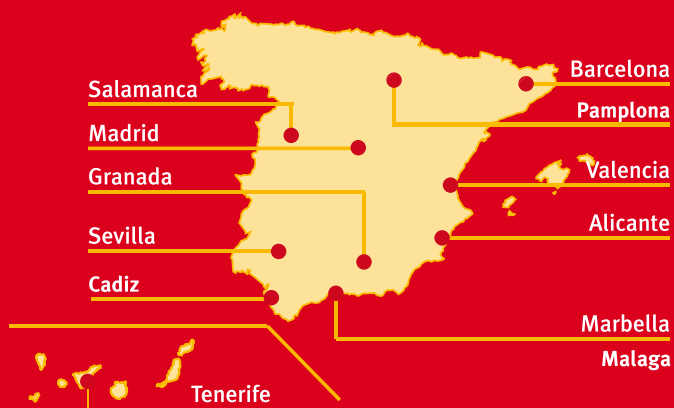 Barcelona
Salamanca
Pamplona
Madrid
Valencia
Granada
Alicante
Sevilla
Cadiz
Marbella
Malaga
Tenerife